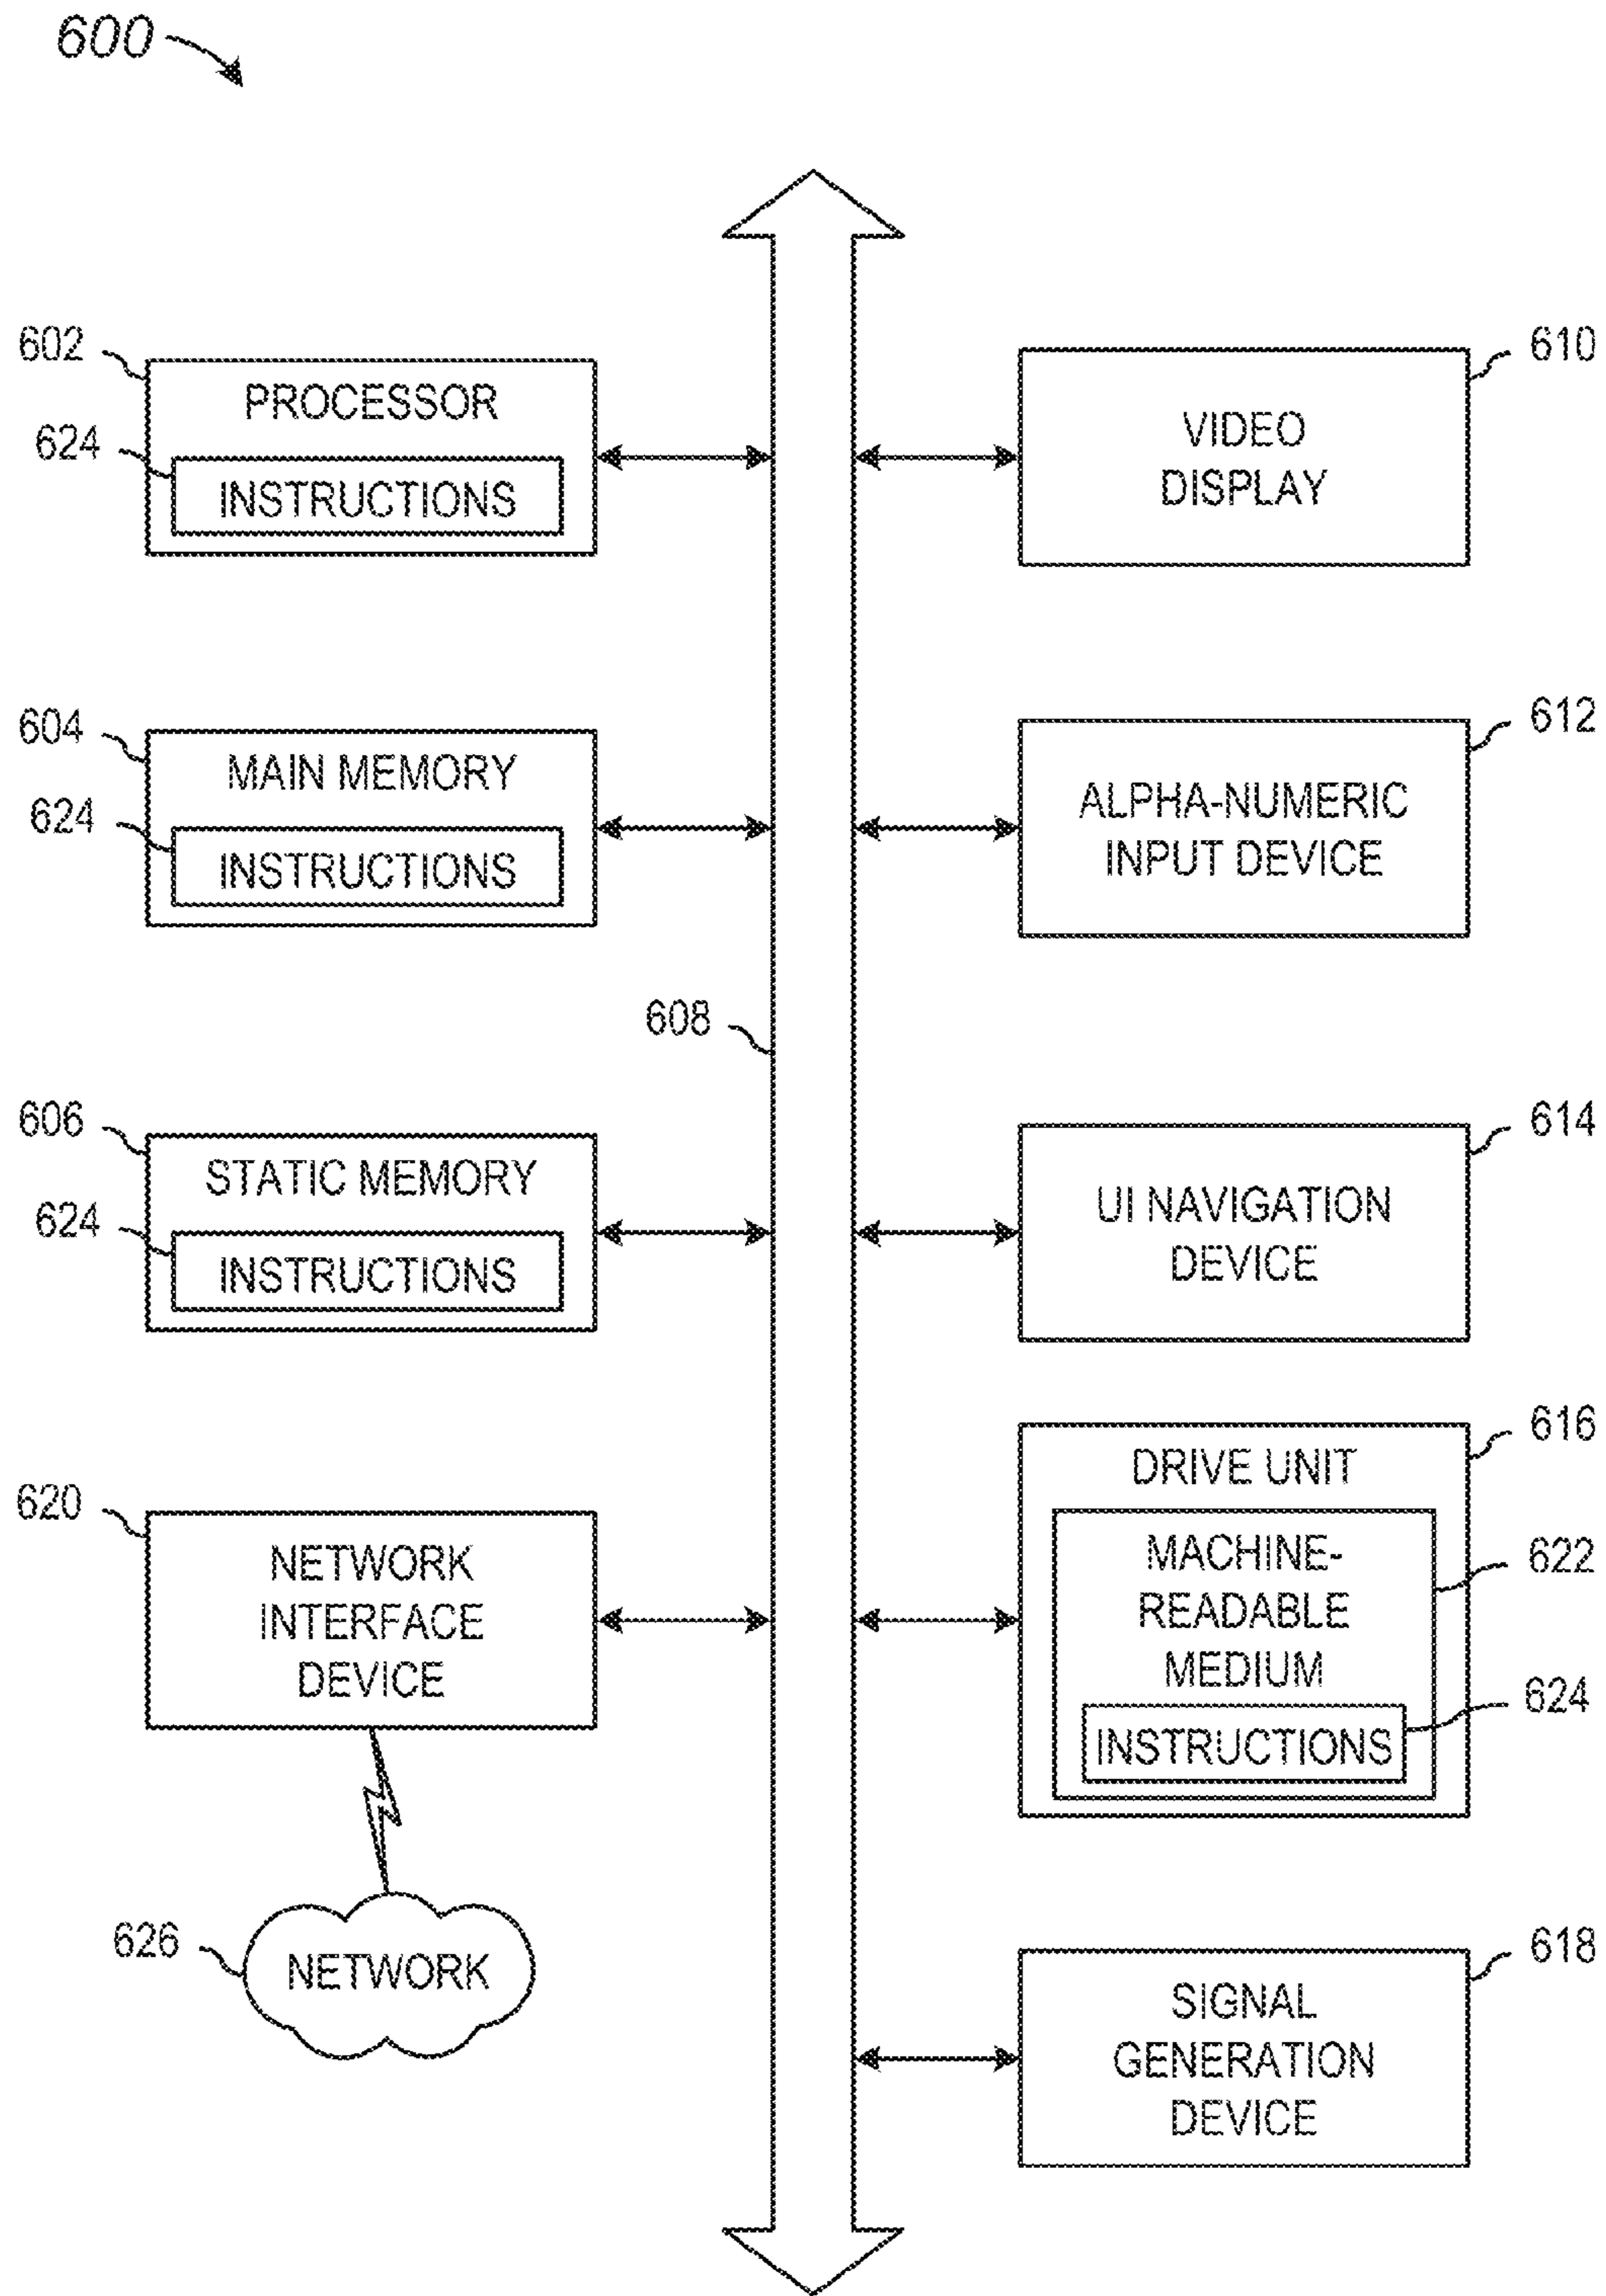 600
602
PROCESSOR
624
INSTRUCTIONS
610
VIDEO
DISPLAY
604
MAIN MEMORY
624
INSTRUCTIONS
612
ALPHA-NUMERIC
INPUT DEVICE
608
606
STATIC MEMORY
624
INSTRUCTIONS
614
UI NAVIGATION
DEVICE
620
NETWORK
INTERFACE
DEVICE
616
DRIVE UNIT
622
MACHINE-
READABLE
MEDIUM
624
INSTRUCTIONS
626
NETWORK
618
SIGNAL
GENERATION
DEVICE